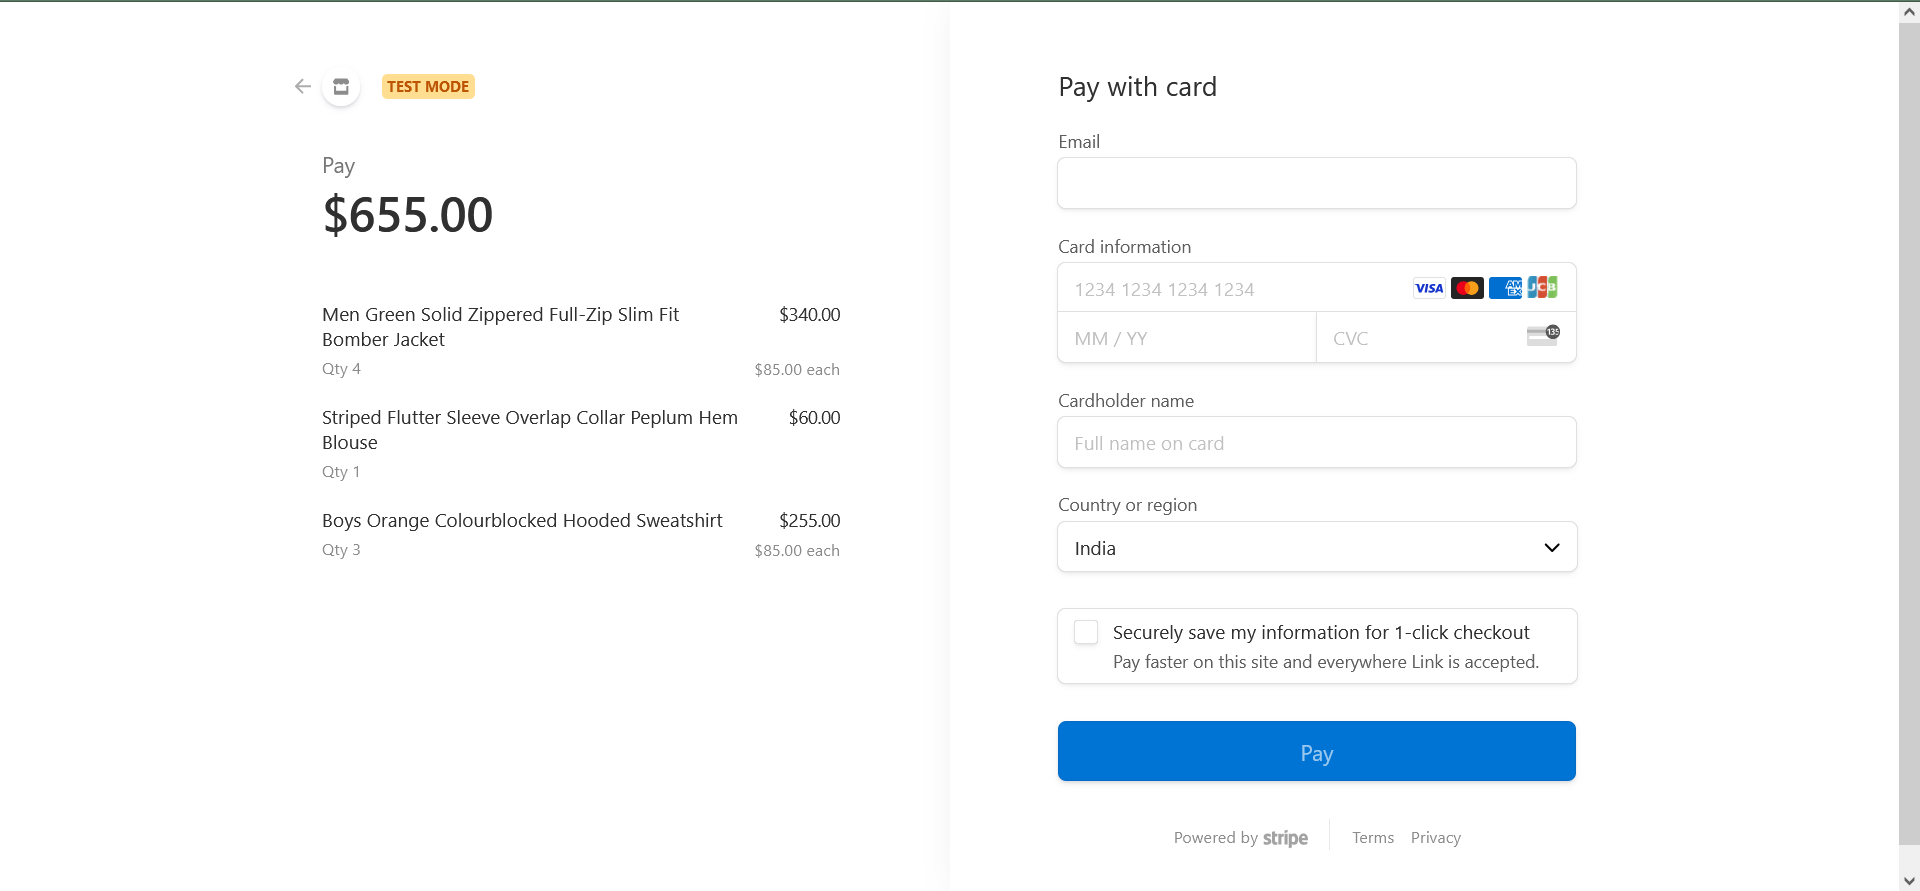 TEST MODE
Pay
$655.00
Men Green Solid Zippered Full-Zip Slim Fit $340.00
Bomber Jacket
Qty 4 $85.00 each
Striped Flutter Sleeve Overlap Collar Peplum Hem $60.00
Blouse
Qty 1
Boys Orange Colourblocked Hooded Sweatshirt $255.00
Qty 3 $85.00 each
Pay with card
Email
Card information
1234 1234 1234 1234 VISA AMEX JCB
MM / YY CVC 135
Cardholder name
Full name on card
Country or region
India
Securely save my information for 1-click checkout
Pay faster on this site and everywhere Link is accepted.
Pay
Powered by stripe Terms Privacy